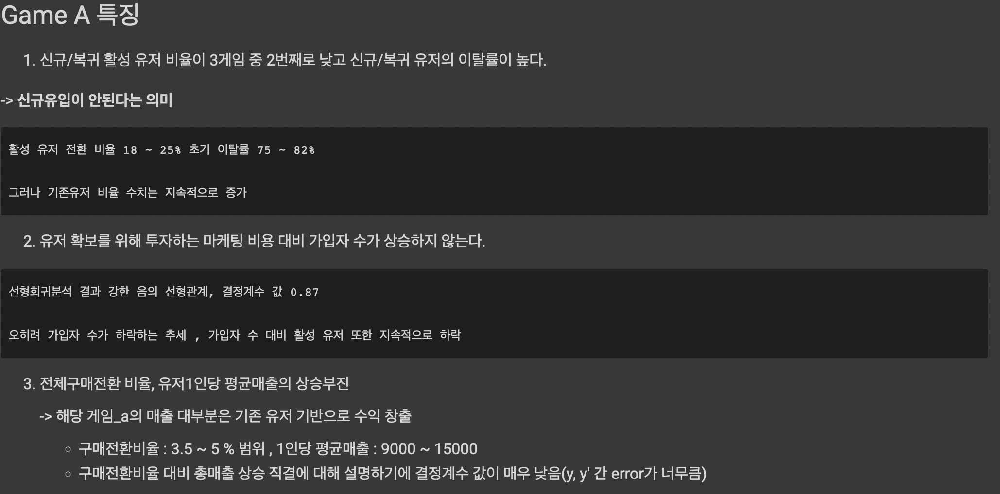 Game A 특징
1. 신규/복귀 활성 유저 비율이 3게임 중 2번째로 낮고 신규/복귀 유저의 이탈률이 높다.
-> 신규유입이 안된다는 의미
활성 유저 전환 비율 18 ~ 25% 초기 이탈률 75 ~ 82%
그러나 기존유저 비율 수치는 지속적으로 증가
2. 유저 확보를 위해 투자하는 마케팅 비용 대비 가입자 수가 상승하지 않는다.
선형회귀분석 결과 강한 음의 선형관계, 결정계수 값 0.87
오히려 가입자 수가 하락하는 추세 , 가입자 수 대비 활성 유저 또한 지속적으로 하락
3. 전체구매전환 비율, 유저1인당 평균매출의 상승부진
-> 해당 게임_a의 매출 대부분은 기존 유저 기반으로 수익 창출
○ 구매전환비율 : 3.5 ~ 5 % 범위 , 1인당 평균매출 : 9000 ~ 15000
○ 구매전환비율 대비 총매출 상승 직결에 대해 설명하기에 결정계수 값이 매우 낮음(y, y' 간 error가 너무큼)